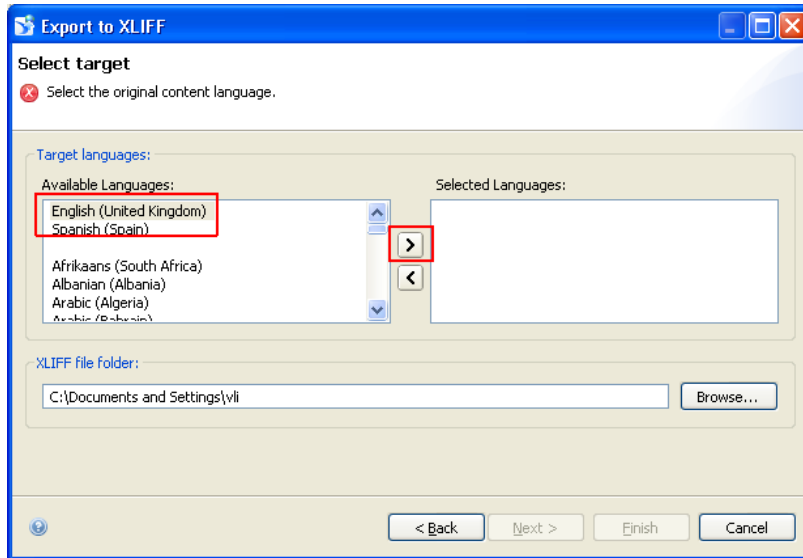 Export to XLIFF
Select target
Select the original content language.
Target languages:
Available Languages:
Selected Languages:
English (United Kingdom)
Spanish (Spain)
Afrikaans (South Africa)
Albanian (Albania)
Arabic (Algeria)
Arabic (Bahrain)
>
<
XLIFF file folder:
C:\Documents and Settings\vli
Browse...
< Back
Next >
Finish
Cancel